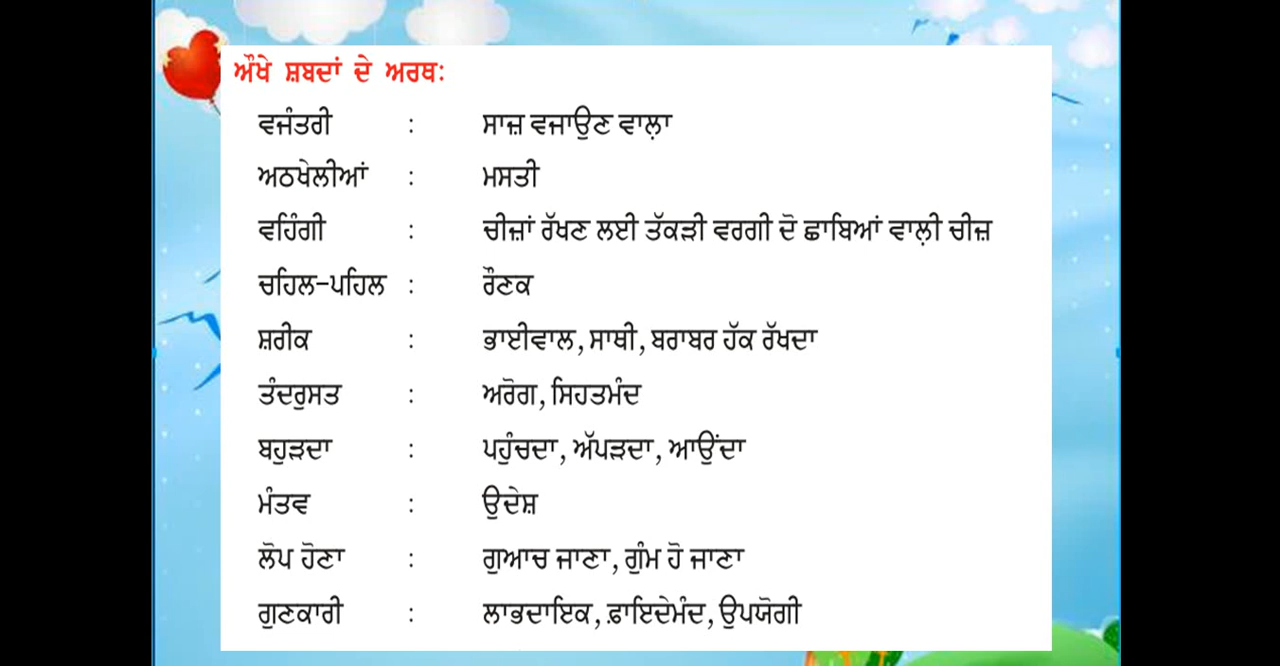 ਔਖੇ ਸ਼ਬਦਾਂ ਦੇ ਅਰਥ:
ਵਜੰਤਰੀ : ਸਾਜ਼ ਵਜਾਉਣ ਵਾਲ਼ਾ
ਅਠਖੇਲੀਆਂ : ਮਸਤੀ
ਵਹਿੰਗੀ : ਚੀਜ਼ਾਂ ਰੱਖਣ ਲਈ ਤੱਕੜੀ ਵਰਗੀ ਦੋ ਛਾਬਿਆਂ ਵਾਲ਼ੀ ਚੀਜ਼
ਚਹਿਲ-ਪਹਿਲ : ਰੌਣਕ
ਸ਼ਰੀਕ : ਭਾਈਵਾਲ, ਸਾਥੀ, ਬਰਾਬਰ ਹੱਕ ਰੱਖਦਾ
ਤੰਦਰੁਸਤ : ਅਰੋਗ, ਸਿਹਤਮੰਦ
ਬਹੁੜਦਾ : ਪਹੁੰਚਦਾ, ਅੱਪੜਦਾ, ਆਉਂਦਾ
ਮੰਤਵ : ਉਦੇਸ਼
ਲੋਪ ਹੋਣਾ : ਗੁਆਚ ਜਾਣਾ, ਗੁੰਮ ਹੋ ਜਾਣਾ
ਗੁਣਕਾਰੀ : ਲਾਭਦਾਇਕ, ਫ਼ਾਇਦੇਮੰਦ, ਉਪਯੋਗੀ